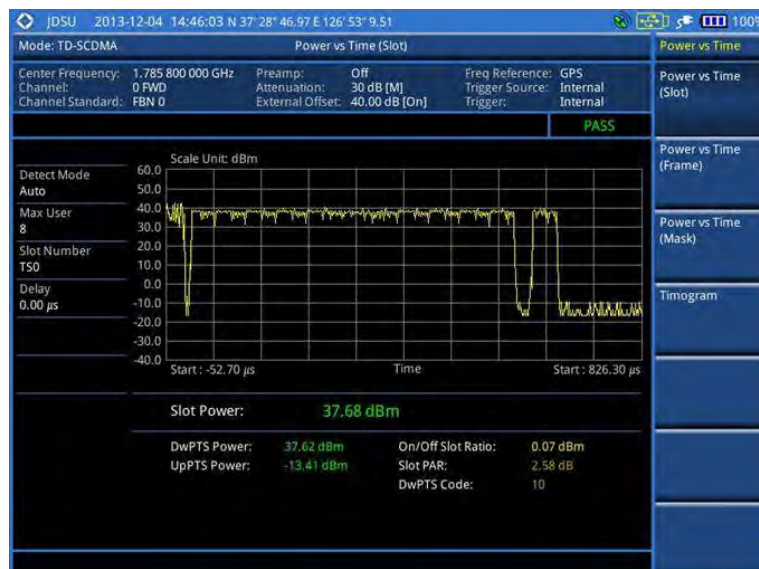 JDSU 2013-12-04 14:46:03 N 37' 28" 46.97 E 126' 53" 9.51 100%
Mode: TD-SCDMA Power vs Time (Slot) Power vs Time
Center Frequency: 1.785 800 000 GHz Preamp: Off Freq Reference: GPS
Channel: 0 FWD Attenuation: 30 dB [M] Trigger Source: Internal
Channel Standard: FBN 0 External Offset: 40.00 dB [On] Trigger: Internal
PASS
Power vs Time
(Slot)
Power vs Time
(Frame)
Power vs Time
(Mask)
Timogram
Detect Mode
Auto
Max User
8
Slot Number
TS0
Delay
0.00 μs
Scale Unit: dBm
60.0
50.0
40.0
30.0
20.0
10.0
0.0
-10.0
-20.0
-30.0
-40.0
Start : -52.70 μs Time Start : 826.30 μs
Slot Power: 37.68 dBm
DwPTS Power: 37.62 dBm On/Off Slot Ratio: 0.07 dBm
UpPTS Power: -13.41 dBm Slot PAR: 2.58 dB
DwPTS Code: 10